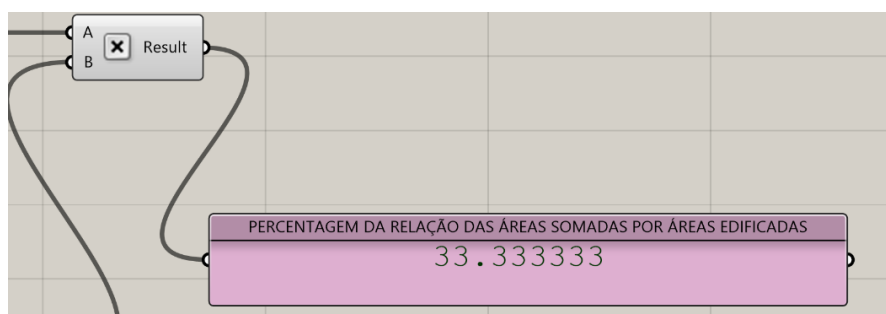 A
B
Result
PERCENTAGEM DA RELAÇÃO DAS ÁREAS SOMADAS POR ÁREAS EDIFICADAS
33.333333